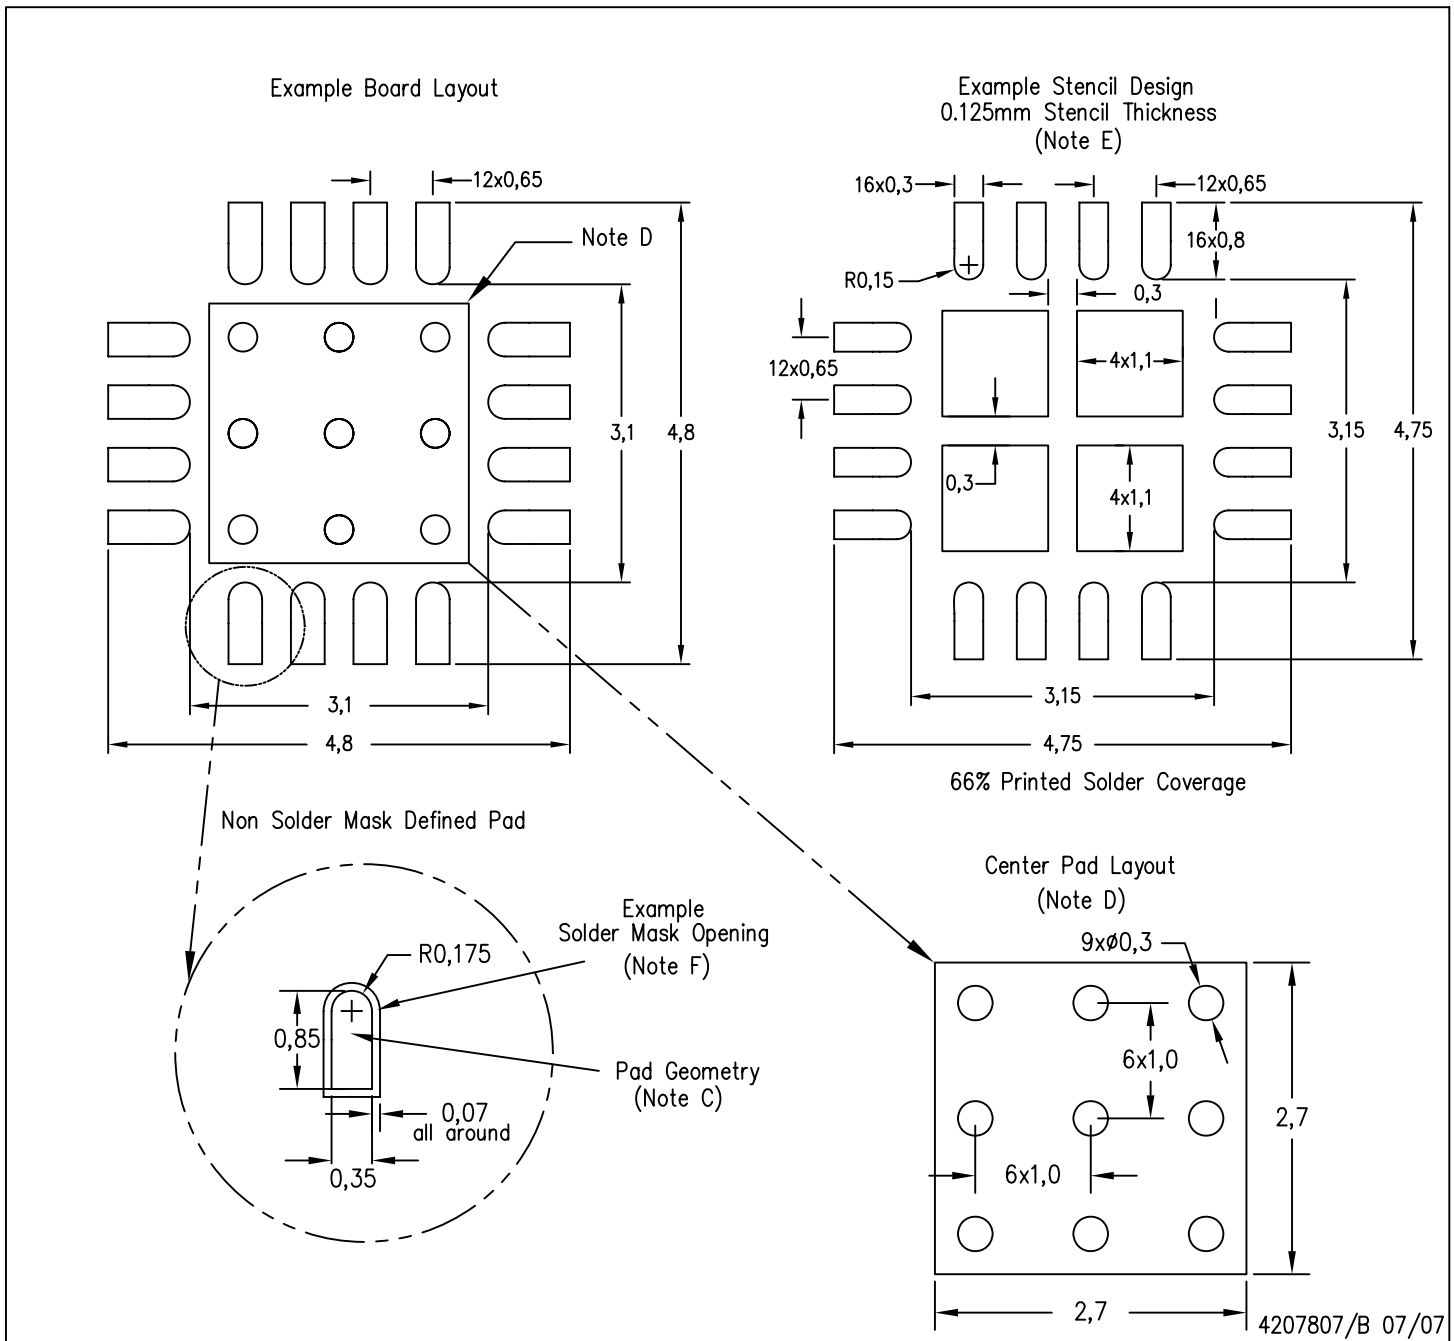 Example Board Layout
12x0,65
Note D
3,1
4,8
3,1
4,8
Example Stencil Design
0.125mm Stencil Thickness
(Note E)
16x0,3
12x0,65
16x0,8
R0,15
0,3
12x0,65
4x1,1
3,15
4,75
0,3
4x1,1
3,15
4,75
66% Printed Solder Coverage
Non Solder Mask Defined Pad
Example
Solder Mask Opening
(Note F)
R0,175
0,85
Pad Geometry
(Note C)
0,07
all around
0,35
Center Pad Layout
(Note D)
9xø0,3
6x1,0
2,7
6x1,0
2,7
4207807/B 07/07